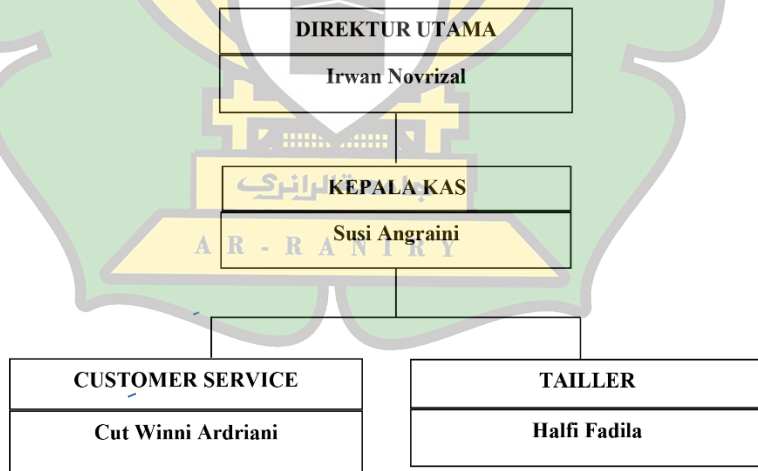 DIREKTUR UTAMA
Irwan Novrizal
KEPALA KAS
Susi Angraini
AR-RANIRY
CUSTOMER SERVICE
Cut Winni Ardriani
TAILLER
Halfi Fadila